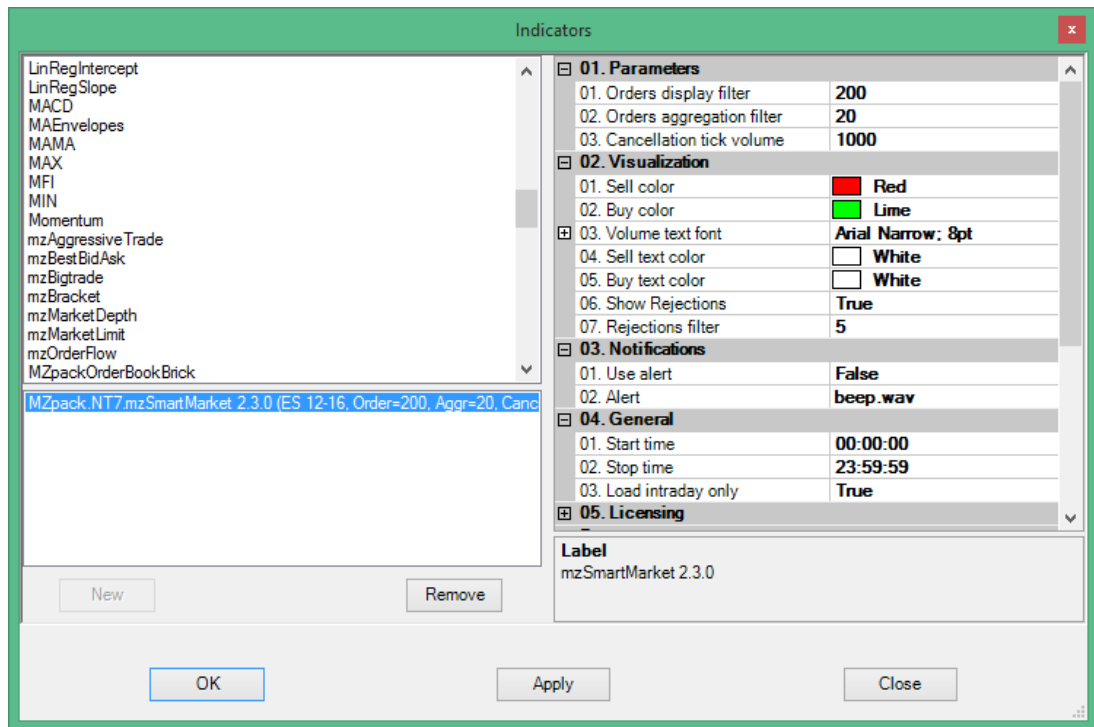 Indicators
x
LinRegIntercept
LinRegSlope
MACD
MAEnvelopes
MAMA
MAX
MFI
MIN
Momentum
mzAggressiveTrade
mzBestBidAsk
mzBigtrade
mzBracket
mzMarketDepth
mzMarketLimit
mzOrderFlow
MZpackOrderBookBrick
MZpack.NT7.mzSmartMarket 2.3.0 (ES 12-16, Order=200, Aggr=20, Canc
New
Remove
01. Parameters
01. Orders display filter 200
02. Orders aggregation filter 20
03. Cancellation tick volume 1000
02. Visualization
01. Sell color Red
02. Buy color Lime
03. Volume text font Arial Narrow; 8pt
04. Sell text color White
05. Buy text color White
06. Show Rejections True
07. Rejections filter 5
03. Notifications
01. Use alert False
02. Alert beep.wav
04. General
01. Start time 00:00:00
02. Stop time 23:59:59
03. Load intraday only True
05. Licensing
Label
mzSmartMarket 2.3.0
OK
Apply
Close